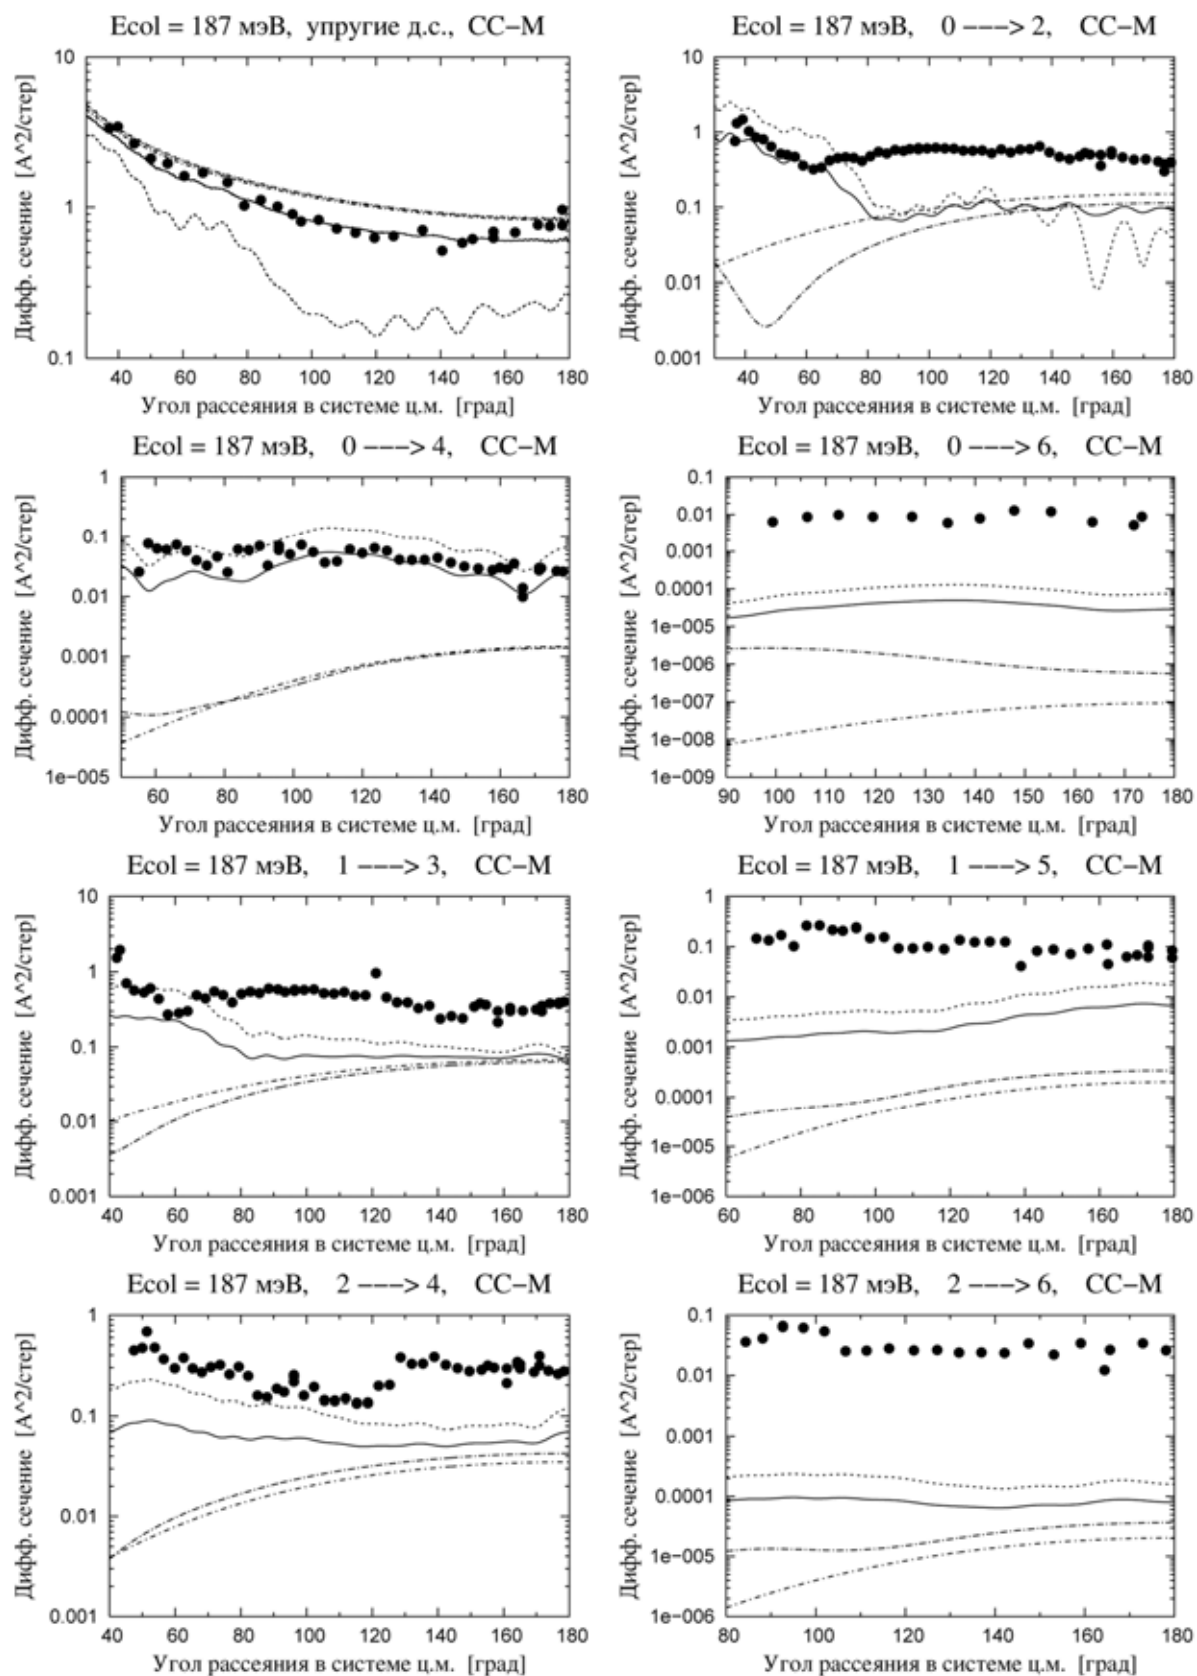 Ecol = 187 мэВ, упругие д.с., CC−M
Дифф. сечение [A^2/стер]
10
1
0.1
40 60 80 100 120 140 160 180
Угол рассеяния в системе ц.м. [град]
Ecol = 187 мэВ, 0 −−−> 2, CC−M
Дифф. сечение [A^2/стер]
10
1
0.1
0.01
0.001
40 60 80 100 120 140 160 180
Угол рассеяния в системе ц.м. [град]
Ecol = 187 мэВ, 0 −−−> 4, CC−M
Дифф. сечение [A^2/стер]
1
0.1
0.01
0.001
0.0001
1e−005
60 80 100 120 140 160 180
Угол рассеяния в системе ц.м. [град]
Ecol = 187 мэВ, 0 −−−> 6, CC−M
Дифф. сечение [A^2/стер]
0.1
0.01
0.001
0.0001
1e−005
1e−006
1e−007
1e−008
1e−009
90 100 110 120 130 140 150 160 170 180
Угол рассеяния в системе ц.м. [град]
Ecol = 187 мэВ, 1 −−−> 3, CC−M
Дифф. сечение [A^2/стер]
10
1
0.1
0.01
0.001
40 60 80 100 120 140 160 180
Угол рассеяния в системе ц.м. [град]
Ecol = 187 мэВ, 1 −−−> 5, CC−M
Дифф. сечение [A^2/стер]
1
0.1
0.01
0.001
0.0001
1e−005
1e−006
60 80 100 120 140 160 180
Угол рассеяния в системе ц.м. [град]
Ecol = 187 мэВ, 2 −−−> 4, CC−M
Дифф. сечение [A^2/стер]
1
0.1
0.01
0.001
40 60 80 100 120 140 160 180
Угол рассеяния в системе ц.м. [град]
Ecol = 187 мэВ, 2 −−−> 6, CC−M
Дифф. сечение [A^2/стер]
0.1
0.01
0.001
0.0001
1e−005
1e−006
80 100 120 140 160 180
Угол рассеяния в системе ц.м. [град]